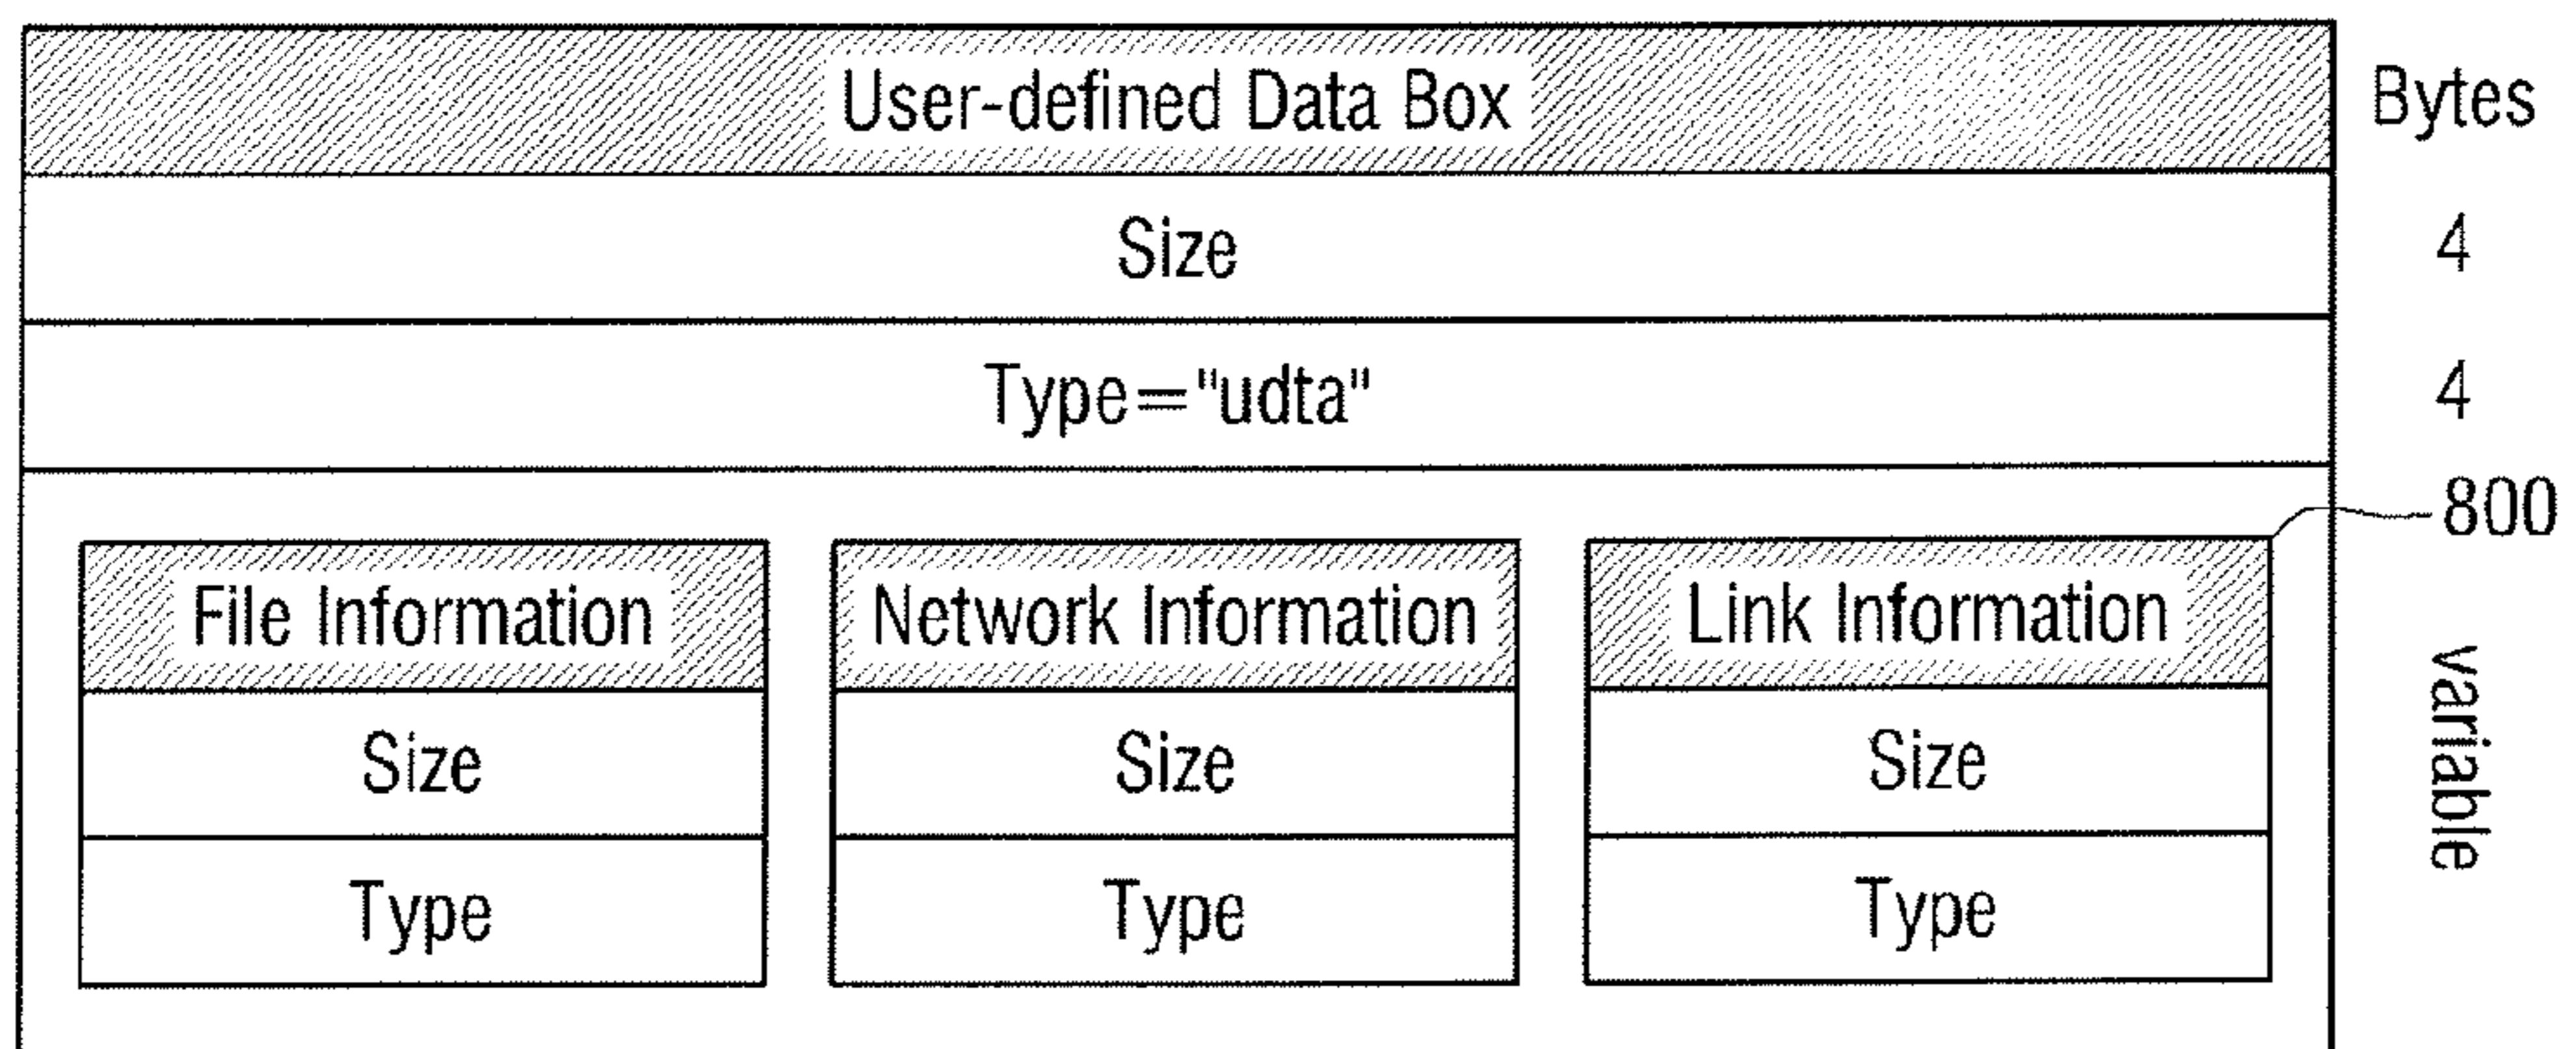 User-defined Data Box Bytes
Size 4
Type="udta" 4
800
File Information Network Information Link Information
Size Size Size
Type Type Type
variable